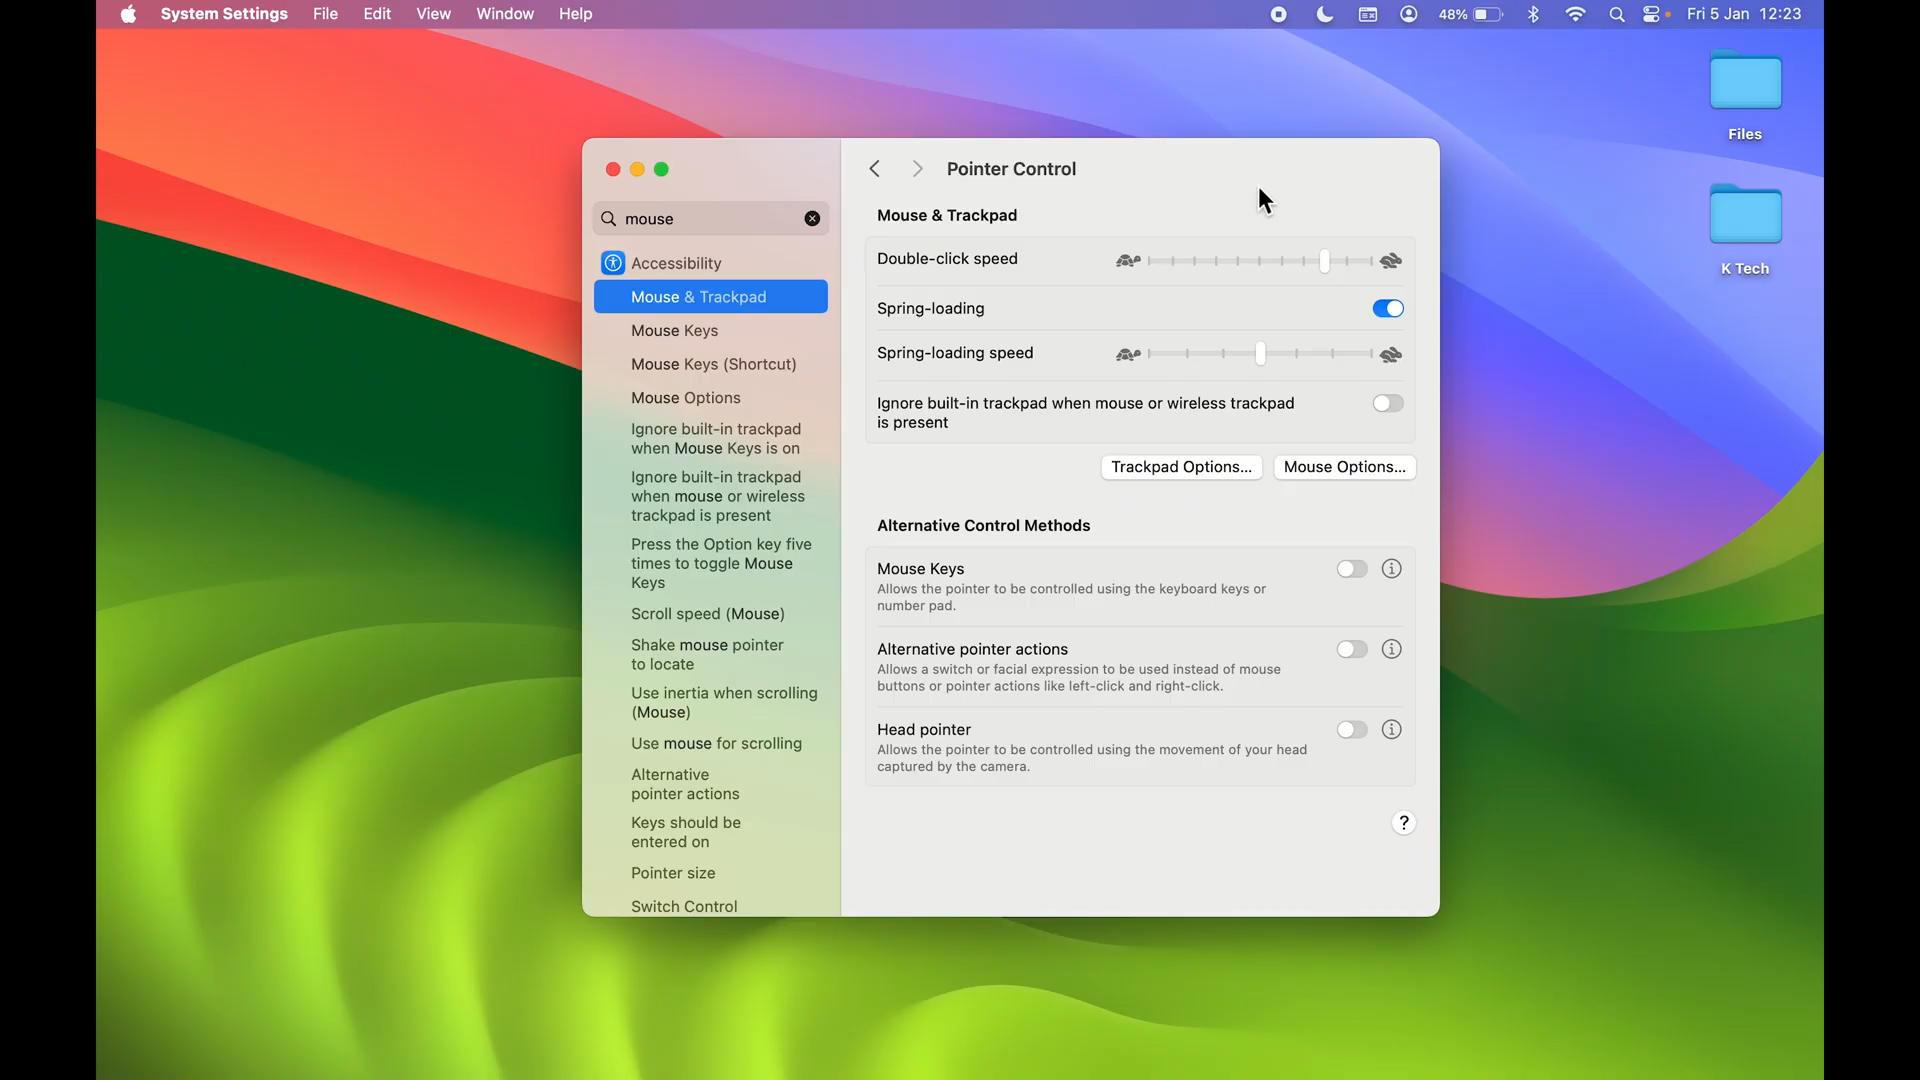 System Settings File Edit View Window Help 48% Fri 5 Jan 12:23
Files
K Tech
mouse
Accessibility
Mouse & Trackpad
Mouse Keys
Mouse Keys (Shortcut)
Mouse Options
Ignore built-in trackpad
when Mouse Keys is on
Ignore built-in trackpad
when mouse or wireless
trackpad is present
Press the Option key five
times to toggle Mouse
Keys
Scroll speed (Mouse)
Shake mouse pointer
to locate
Use inertia when scrolling
(Mouse)
Use mouse for scrolling
Alternative
pointer actions
Keys should be
entered on
Pointer size
Switch Control
Pointer Control
Mouse & Trackpad
Double-click speed
Spring-loading
Spring-loading speed
Ignore built-in trackpad when mouse or wireless trackpad
is present
Trackpad Options... Mouse Options...
Alternative Control Methods
Mouse Keys
Allows the pointer to be controlled using the keyboard keys or
number pad.
Alternative pointer actions
Allows a switch or facial expression to be used instead of mouse
buttons or pointer actions like left-click and right-click.
Head pointer
Allows the pointer to be controlled using the movement of your head
captured by the camera.
?